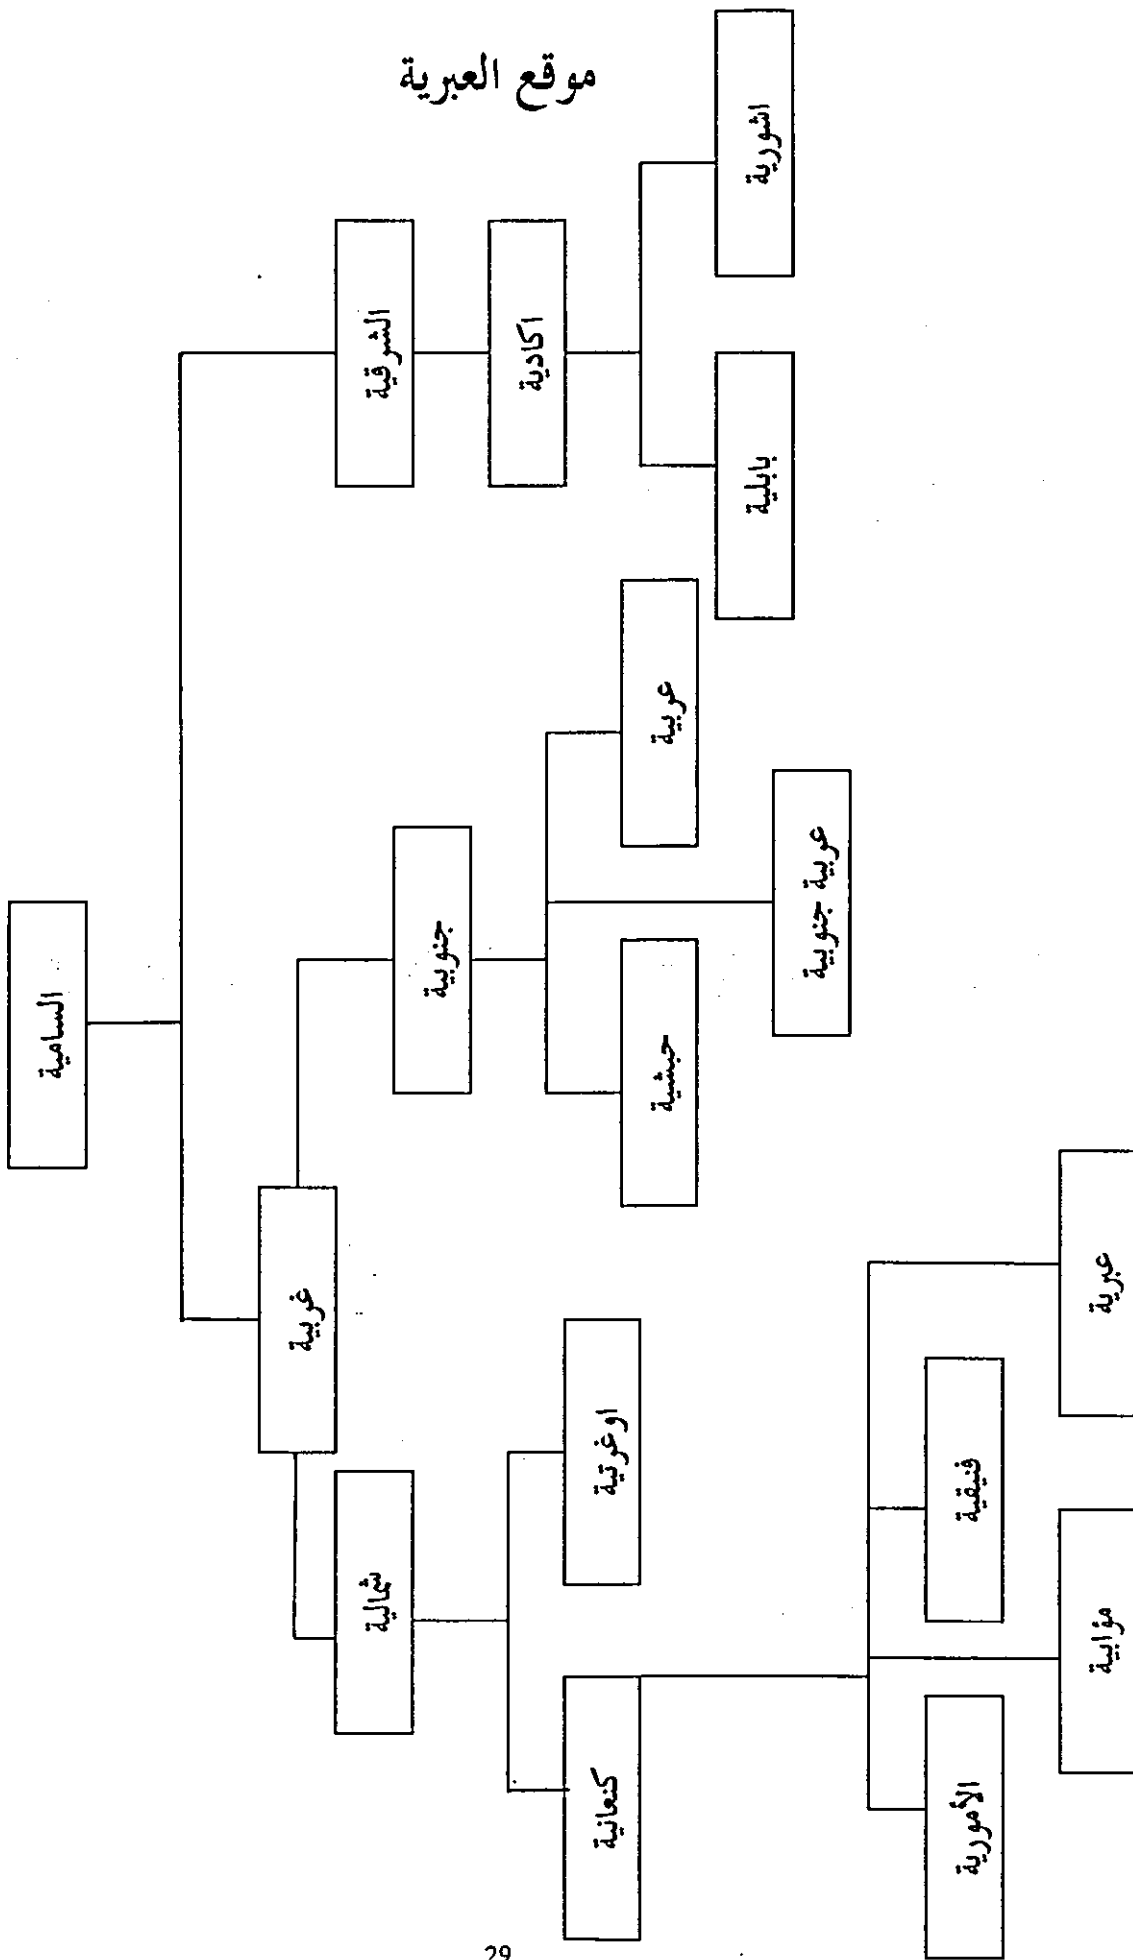 موقع العبرية
السامية
الشرقية
غربية
اكادية
جنوبية
شمالية
اشورية
بابلية
عربية
حبشية
عربية جنوبية
اوغرتية
كنعانية
عبرية
فنيقية
مؤابية
الأمورية
29